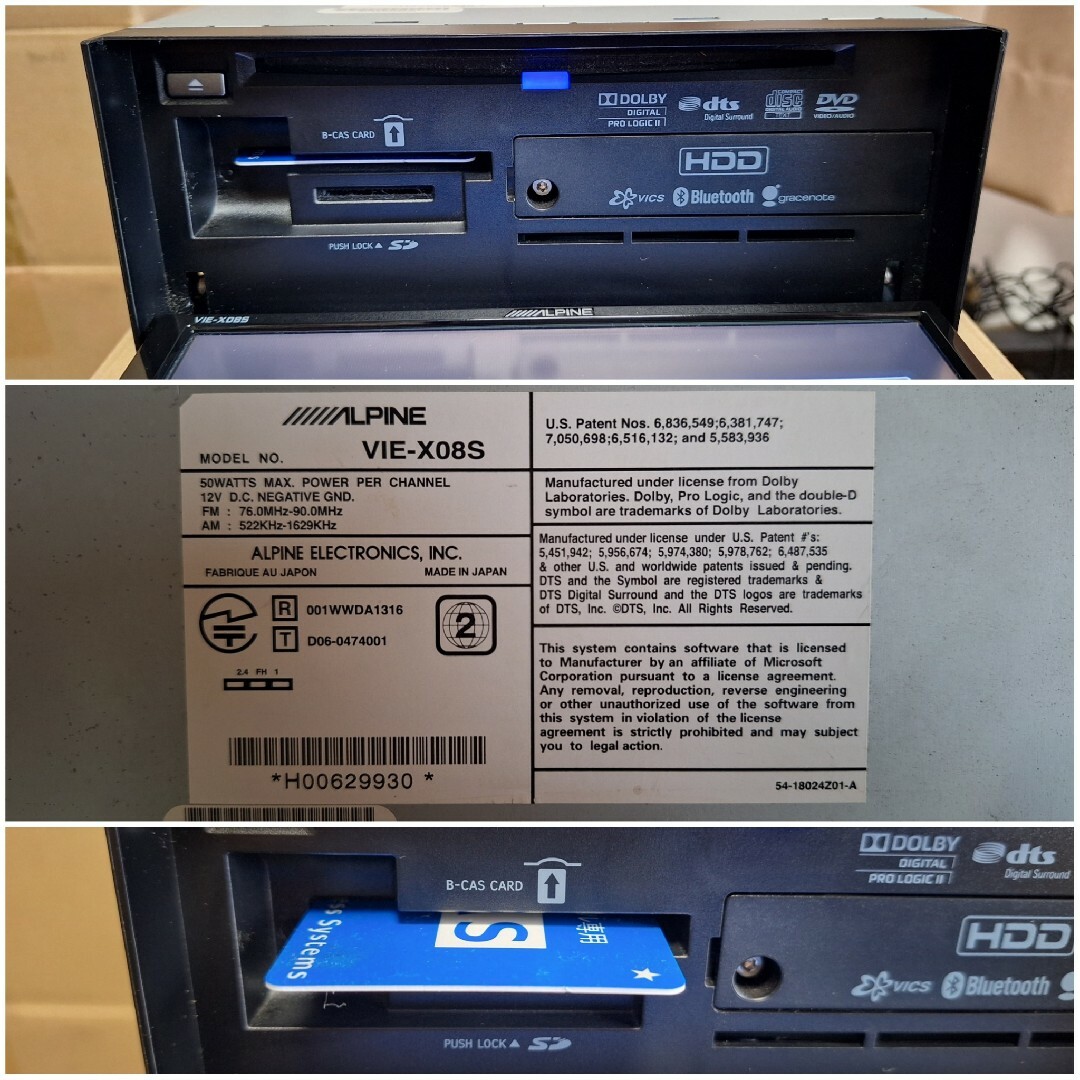 DOLBY
DIGITAL
PRO LOGIC II
dts
Digital Surround
COMPACT
disc
DIGITAL AUDIO
TEXT
DVD
VIDEO/AUDIO
B-CAS CARD
HDD
VICS
Bluetooth
gracenote
PUSH LOCK▲ SD
VIE-X08S
ALPINE
ALPINE
MODEL NO. VIE-X08S
50WATTS MAX. POWER PER CHANNEL
12V D.C. NEGATIVE GND.
FM : 76.0MHz-90.0MHz
AM : 522KHz-1629KHz
ALPINE ELECTRONICS, INC.
FABRIQUE AU JAPON MADE IN JAPAN
R 001WWDA1316
T D06-0474001
2
2.4 FH 1
*H00629930 *
U.S. Patent Nos. 6,836,549;6,381,747;
7,050,698;6,516,132; and 5,583,936
Manufactured under license from Dolby
Laboratories. Dolby, Pro Logic, and the double-D
symbol are trademarks of Dolby Laboratories.
Manufactured under license under U.S. Patent #'s:
5,451,942; 5,956,674; 5,974,380; 5,978,762; 6,487,535
& other U.S. and worldwide patents issued & pending.
DTS and the Symbol are registered trademarks &
DTS Digital Surround and the DTS logos are trademarks
of DTS, Inc. ©DTS, Inc. All Rights Reserved.
This system contains software that is licensed
to Manufacturer by an affiliate of Microsoft
Corporation pursuant to a license agreement.
Any removal, reproduction, reverse engineering
or other unauthorized use of the software from
this system in violation of the license
agreement is strictly prohibited and may subject
you to legal action.
54-18024Z01-A
DOLBY
DIGITAL
PRO LOGIC II
dts
Digital Surround
B-CAS CARD
ss Systems
専用
HDD
VICS
Bluetooth
PUSH LOCK▲ SD